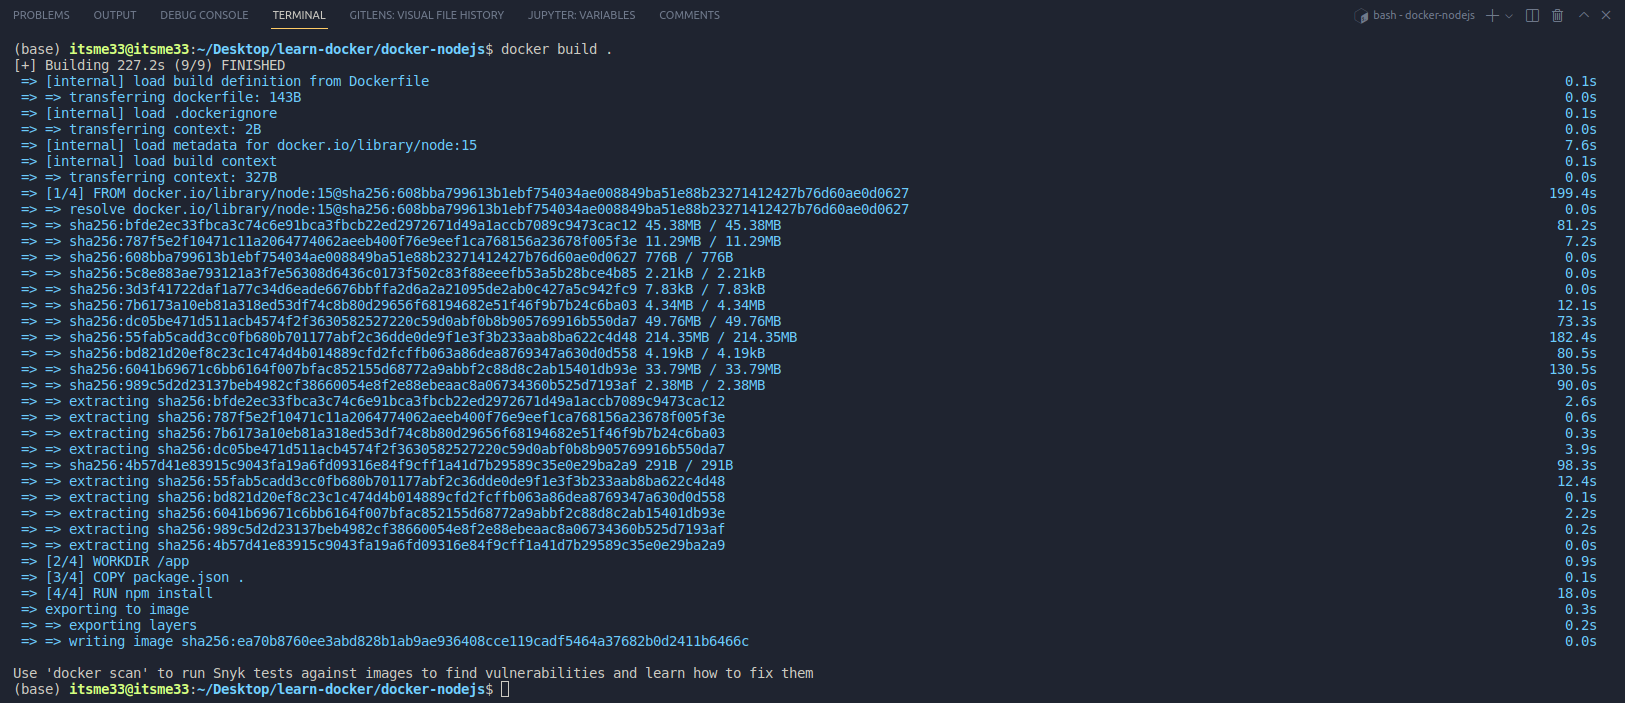 PROBLEMS OUTPUT DEBUG CONSOLE TERMINAL GITLENS: VISUAL FILE HISTORY JUPYTER: VARIABLES COMMENTS bash - docker-nodejs
(base) itsme33@itsme33:~/Desktop/learn-docker/docker-nodejs$ docker build .
[+] Building 227.2s (9/9) FINISHED
=> [internal] load build definition from Dockerfile 0.1s
=> => transferring dockerfile: 143B 0.0s
=> [internal] load .dockerignore 0.1s
=> => transferring context: 2B 0.0s
=> [internal] load metadata for docker.io/library/node:15 7.6s
=> [internal] load build context 0.1s
=> => transferring context: 327B 0.0s
=> [1/4] FROM docker.io/library/node:15@sha256:608bba799613b1ebf754034ae008849ba51e88b23271412427b76d60ae0d0627 199.4s
=> => resolve docker.io/library/node:15@sha256:608bba799613b1ebf754034ae008849ba51e88b23271412427b76d60ae0d0627 0.0s
=> => sha256:bfde2ec33fbca3c74c6e91bca3fbcb22ed2972671d49a1accb7089c9473cac12 45.38MB / 45.38MB 81.2s
=> => sha256:787f5e2f10471c11a2064774062aeeb400f76e9eef1ca768156a23678f005f3e 11.29MB / 11.29MB 7.2s
=> => sha256:608bba799613b1ebf754034ae008849ba51e88b23271412427b76d60ae0d0627 776B / 776B 0.0s
=> => sha256:5c8e883ae793121a3f7e56308d6436c0173f502c83f88eeefb53a5b28bce4b85 2.21kB / 2.21kB 0.0s
=> => sha256:3d3f41722daf1a77c34d6eade6676bbffa2d6a2a21095de2ab0c427a5c942fc9 7.83kB / 7.83kB 0.0s
=> => sha256:7b6173a10eb81a318ed53df74c8b80d29656f68194682e51f46f9b7b24c6ba03 4.34MB / 4.34MB 12.1s
=> => sha256:dc05be471d511acb4574f2f3630582527220c59d0abf0b8b905769916b550da7 49.76MB / 49.76MB 73.3s
=> => sha256:55fab5cadd3cc0fb680b701177abf2c36dde0de9f1e3f3b233aab8ba622c4d48 214.35MB / 214.35MB 182.4s
=> => sha256:bd821d20ef8c23c1c474d4b014889cfd2fcffb063a86dea8769347a630d0d558 4.19kB / 4.19kB 80.5s
=> => sha256:6041b69671c6bb6164f007bfac852155d68772a9abbf2c88d8c2ab15401db93e 33.79MB / 33.79MB 130.5s
=> => sha256:989c5d2d23137beb4982cf38660054e8f2e88ebeaac8a06734360b525d7193af 2.38MB / 2.38MB 90.0s
=> => extracting sha256:bfde2ec33fbca3c74c6e91bca3fbcb22ed2972671d49a1accb7089c9473cac12 2.6s
=> => extracting sha256:787f5e2f10471c11a2064774062aeeb400f76e9eef1ca768156a23678f005f3e 0.6s
=> => extracting sha256:7b6173a10eb81a318ed53df74c8b80d29656f68194682e51f46f9b7b24c6ba03 0.3s
=> => extracting sha256:dc05be471d511acb4574f2f3630582527220c59d0abf0b8b905769916b550da7 3.9s
=> => sha256:4b57d41e83915c9043fa19a6fd09316e84f9cff1a41d7b29589c35e0e29ba2a9 291B / 291B 98.3s
=> => extracting sha256:55fab5cadd3cc0fb680b701177abf2c36dde0de9f1e3f3b233aab8ba622c4d48 12.4s
=> => extracting sha256:bd821d20ef8c23c1c474d4b014889cfd2fcffb063a86dea8769347a630d0d558 0.1s
=> => extracting sha256:6041b69671c6bb6164f007bfac852155d68772a9abbf2c88d8c2ab15401db93e 2.2s
=> => extracting sha256:989c5d2d23137beb4982cf38660054e8f2e88ebeaac8a06734360b525d7193af 0.2s
=> => extracting sha256:4b57d41e83915c9043fa19a6fd09316e84f9cff1a41d7b29589c35e0e29ba2a9 0.0s
=> [2/4] WORKDIR /app 0.9s
=> [3/4] COPY package.json . 0.1s
=> [4/4] RUN npm install 18.0s
=> exporting to image 0.3s
=> => exporting layers 0.2s
=> => writing image sha256:ea70b8760ee3abd828b1ab9ae936408cce119cadf5464a37682b0d2411b6466c 0.0s
Use 'docker scan' to run Snyk tests against images to find vulnerabilities and learn how to fix them
(base) itsme33@itsme33:~/Desktop/learn-docker/docker-nodejs$